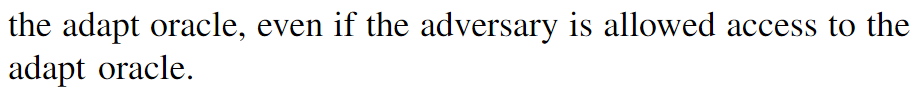 the adapt oracle, even if the adversary is allowed access to the
adapt oracle.